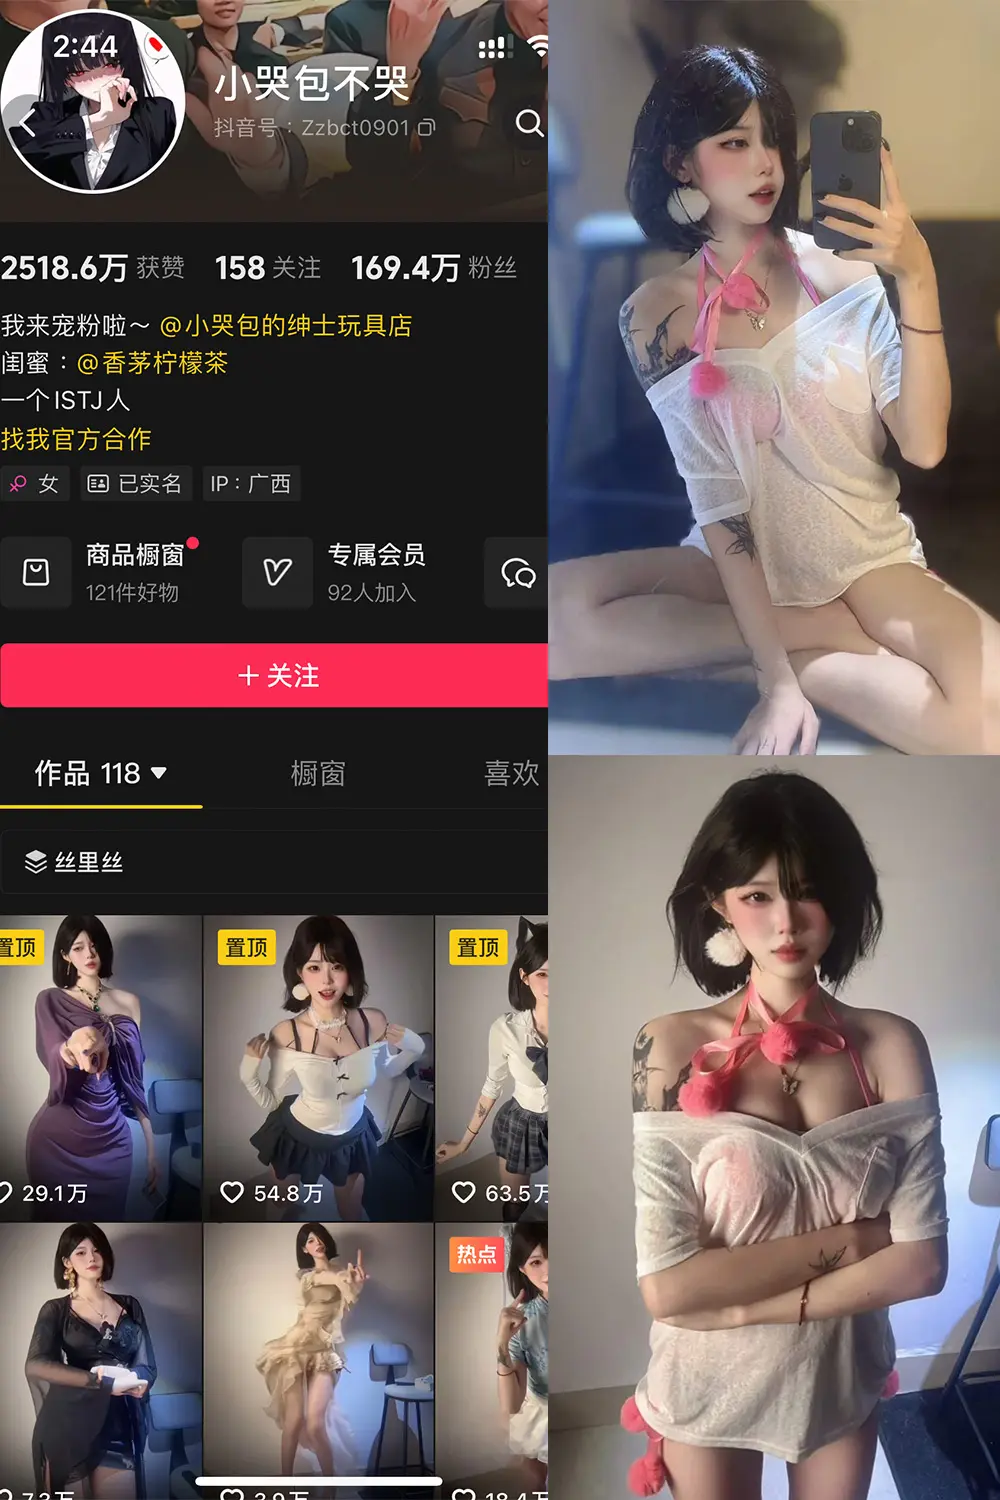 2:44
小哭包不哭
抖音号：Zzbct0901
2518.6万 获赞 158 关注 169.4万 粉丝
我来宠粉啦～ @小哭包的绅士玩具店
闺蜜：@香茅柠檬茶
一个ISTJ人
找我官方合作
女 已实名 IP：广西
商品橱窗 专属会员
121件好物 92人加入
+ 关注
作品 118 橱窗 喜欢
丝里丝
置顶 置顶 置顶
29.1万 54.8万 63.5万
热点